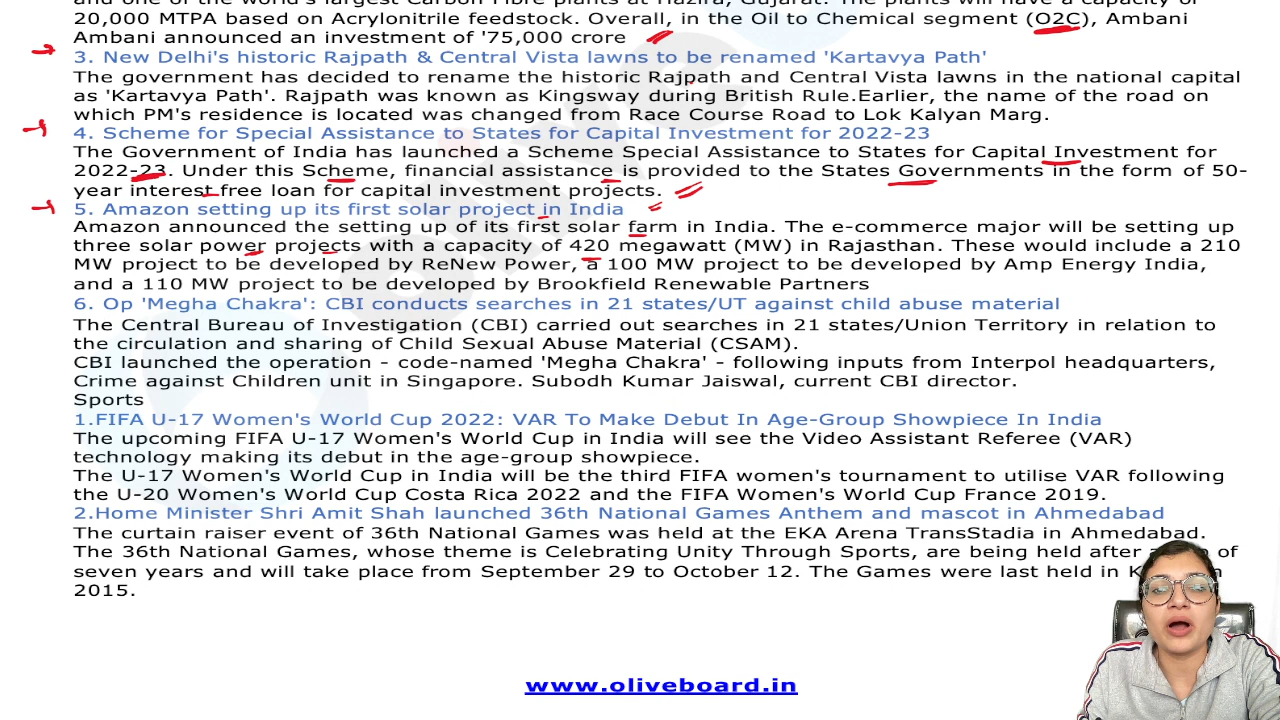 and one of the world's largest Carbon Fibre plants at Hazira, Gujarat. The plants will have a capacity of
20,000 MTPA based on Acrylonitrile feedstock. Overall, in the Oil to Chemical segment (O2C), Ambani
Ambani announced an investment of '75,000 crore
3. New Delhi's historic Rajpath & Central Vista lawns to be renamed 'Kartavya Path'
The government has decided to rename the historic Rajpath and Central Vista lawns in the national capital
as 'Kartavya Path'. Rajpath was known as Kingsway during British Rule.Earlier, the name of the road on
which PM's residence is located was changed from Race Course Road to Lok Kalyan Marg.
4. Scheme for Special Assistance to States for Capital Investment for 2022-23
The Government of India has launched a Scheme Special Assistance to States for Capital Investment for
2022-23. Under this Scheme, financial assistance is provided to the States Governments in the form of 50-
year interest free loan for capital investment projects.
5. Amazon setting up its first solar project in India
Amazon announced the setting up of its first solar farm in India. The e-commerce major will be setting up
three solar power projects with a capacity of 420 megawatt (MW) in Rajasthan. These would include a 210
MW project to be developed by ReNew Power, a 100 MW project to be developed by Amp Energy India,
and a 110 MW project to be developed by Brookfield Renewable Partners
6. Op 'Megha Chakra': CBI conducts searches in 21 states/UT against child abuse material
The Central Bureau of Investigation (CBI) carried out searches in 21 states/Union Territory in relation to
the circulation and sharing of Child Sexual Abuse Material (CSAM).
CBI launched the operation - code-named 'Megha Chakra' - following inputs from Interpol headquarters,
Crime against Children unit in Singapore. Subodh Kumar Jaiswal, current CBI director.
Sports
1.FIFA U-17 Women's World Cup 2022: VAR To Make Debut In Age-Group Showpiece In India
The upcoming FIFA U-17 Women's World Cup in India will see the Video Assistant Referee (VAR)
technology making its debut in the age-group showpiece.
The U-17 Women's World Cup in India will be the third FIFA women's tournament to utilise VAR following
the U-20 Women's World Cup Costa Rica 2022 and the FIFA Women's World Cup France 2019.
2.Home Minister Shri Amit Shah launched 36th National Games Anthem and mascot in Ahmedabad
The curtain raiser event of 36th National Games was held at the EKA Arena TransStadia in Ahmedabad.
The 36th National Games, whose theme is Celebrating Unity Through Sports, are being held after of
seven years and will take place from September 29 to October 12. The Games were last held in
2015.
www.oliveboard.in